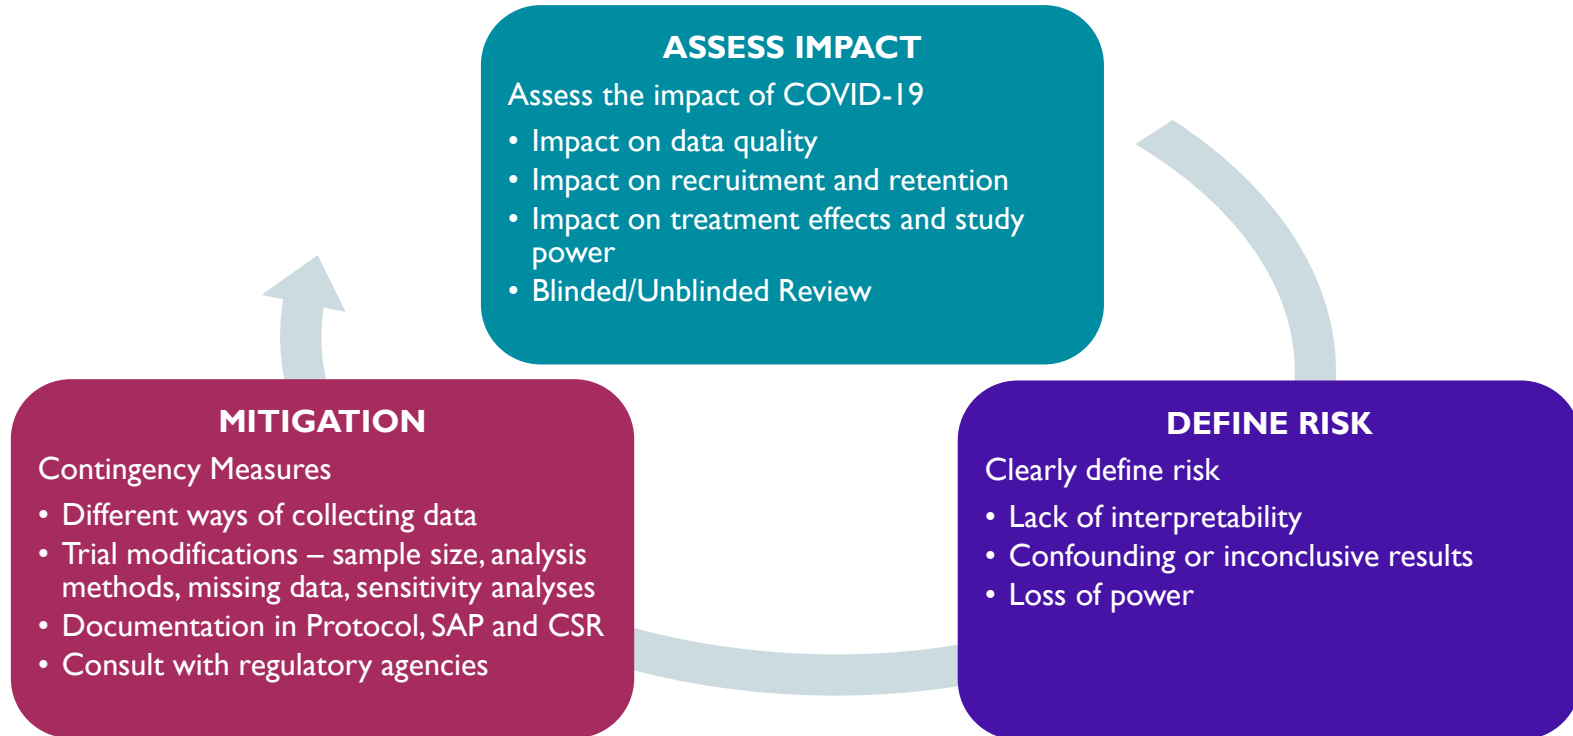 ASSESS IMPACT
Assess the impact of COVID-19
• Impact on data quality
• Impact on recruitment and retention
• Impact on treatment effects and study
power
• Blinded/Unblinded Review
MITIGATION
Contingency Measures
• Different ways of collecting data
• Trial modifications – sample size, analysis
methods, missing data, sensitivity analyses
• Documentation in Protocol, SAP and CSR
• Consult with regulatory agencies
DEFINE RISK
Clearly define risk
• Lack of interpretability
• Confounding or inconclusive results
• Loss of power